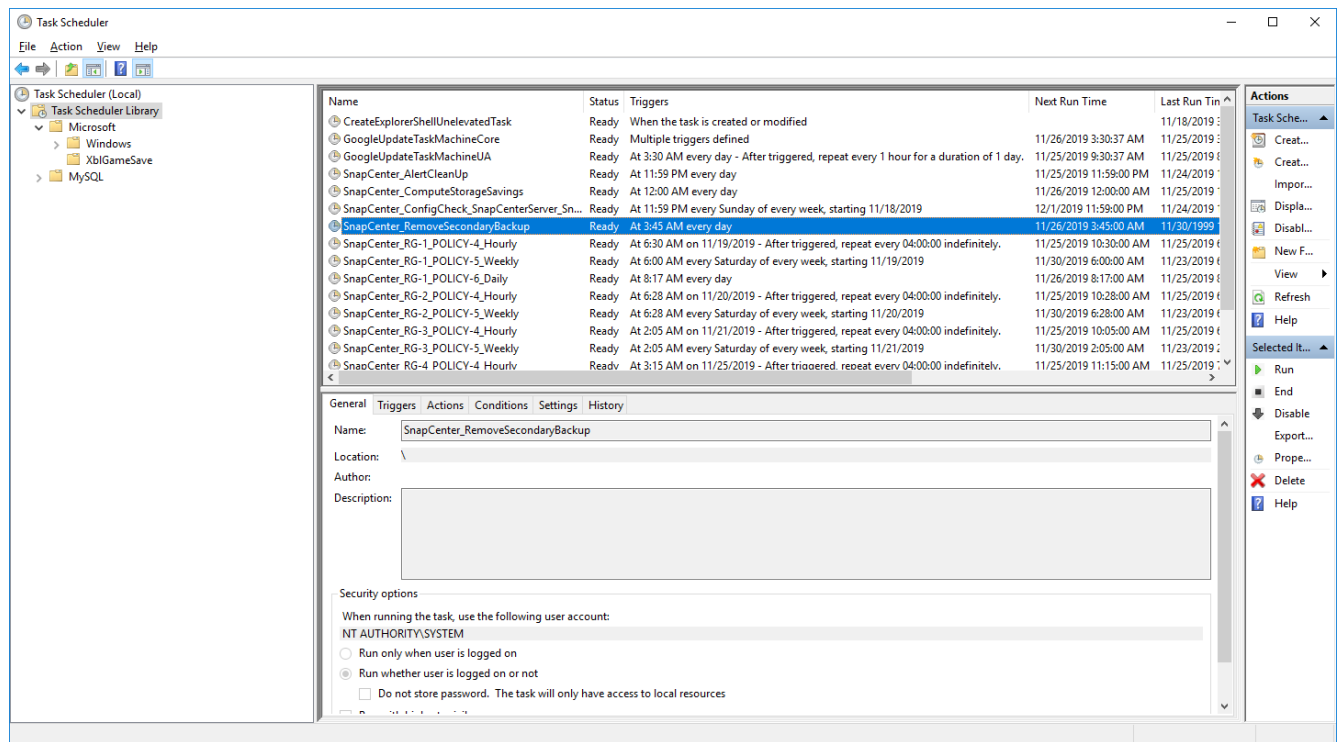 Task Scheduler
File Action View Help
Task Scheduler (Local)
Task Scheduler Library
Microsoft
Windows
XblGameSave
MySQL
Name Status Triggers Next Run Time Last Run Tin
CreateExplorerShellUnelevatedTask Ready When the task is created or modified 11/18/2019
GoogleUpdateTaskMachineCore Ready Multiple triggers defined 11/26/2019 3:30:37 AM 11/25/2019
GoogleUpdateTaskMachineUA Ready At 3:30 AM every day - After triggered, repeat every 1 hour for a duration of 1 day. 11/25/2019 9:30:37 AM 11/25/2019
SnapCenter_AlertCleanUp Ready At 11:59 PM every day 11/25/2019 11:59:00 PM 11/24/2019
SnapCenter_ComputeStorageSavings Ready At 12:00 AM every day 11/26/2019 12:00:00 AM 11/25/2019
SnapCenter_ConfigCheck_SnapCenterServer_Sn... Ready At 11:59 PM every Sunday of every week, starting 11/18/2019 12/1/2019 11:59:00 PM 11/24/2019
SnapCenter_RemoveSecondaryBackup Ready At 3:45 AM every day 11/26/2019 3:45:00 AM 11/30/1999
SnapCenter_RG-1_POLICY-4_Hourly Ready At 6:30 AM on 11/19/2019 - After triggered, repeat every 04:00:00 indefinitely. 11/25/2019 10:30:00 AM 11/25/2019
SnapCenter_RG-1_POLICY-5_Weekly Ready At 6:00 AM every Saturday of every week, starting 11/19/2019 11/30/2019 6:00:00 AM 11/23/2019
SnapCenter_RG-1_POLICY-6_Daily Ready At 8:17 AM every day 11/26/2019 8:17:00 AM 11/25/2019
SnapCenter_RG-2_POLICY-4_Hourly Ready At 6:28 AM on 11/20/2019 - After triggered, repeat every 04:00:00 indefinitely. 11/25/2019 10:28:00 AM 11/25/2019
SnapCenter_RG-2_POLICY-5_Weekly Ready At 6:28 AM every Saturday of every week, starting 11/20/2019 11/30/2019 6:28:00 AM 11/23/2019
SnapCenter_RG-3_POLICY-4_Hourly Ready At 2:05 AM on 11/21/2019 - After triggered, repeat every 04:00:00 indefinitely. 11/25/2019 10:05:00 AM 11/25/2019
SnapCenter_RG-3_POLICY-5_Weekly Ready At 2:05 AM every Saturday of every week, starting 11/21/2019 11/30/2019 2:05:00 AM 11/23/2019
SnapCenter_RG-4_POLICY-4_Hourly Ready At 3:15 AM on 11/25/2019 - After triggered, repeat every 04:00:00 indefinitely. 11/25/2019 11:15:00 AM 11/25/2019
General Triggers Actions Conditions Settings History
Name: SnapCenter_RemoveSecondaryBackup
Location: \
Author:
Description:
Security options
When running the task, use the following user account:
NT AUTHORITY\SYSTEM
Run only when user is logged on
Run whether user is logged on or not
Do not store password. The task will only have access to local resources
Actions
Task Sche...
Creat...
Creat...
Impor...
Displa...
Disabl...
New F...
View
Refresh
Help
Selected It...
Run
End
Disable
Export...
Prope...
Delete
Help